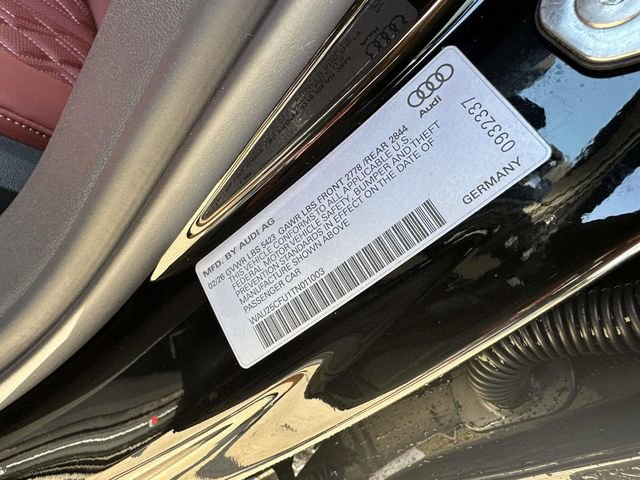 Audi
0932337
MFD. BY AUDI AG
GERMANY
02/26 GVWR LBS 5423 GAWR LBS FRONT 2778 /REAR 2844
THIS VEHICLE CONFORMS TO ALL APPLICABLE U.S.
FEDERAL MOTOR VEHICLE SAFETY, BUMPER AND THEFT
PREVENTION STANDARDS IN EFFECT ON THE DATE OF
MANUFACTURE SHOWN ABOVE.
PASSENGER CAR
WAU25CFU1TN011003